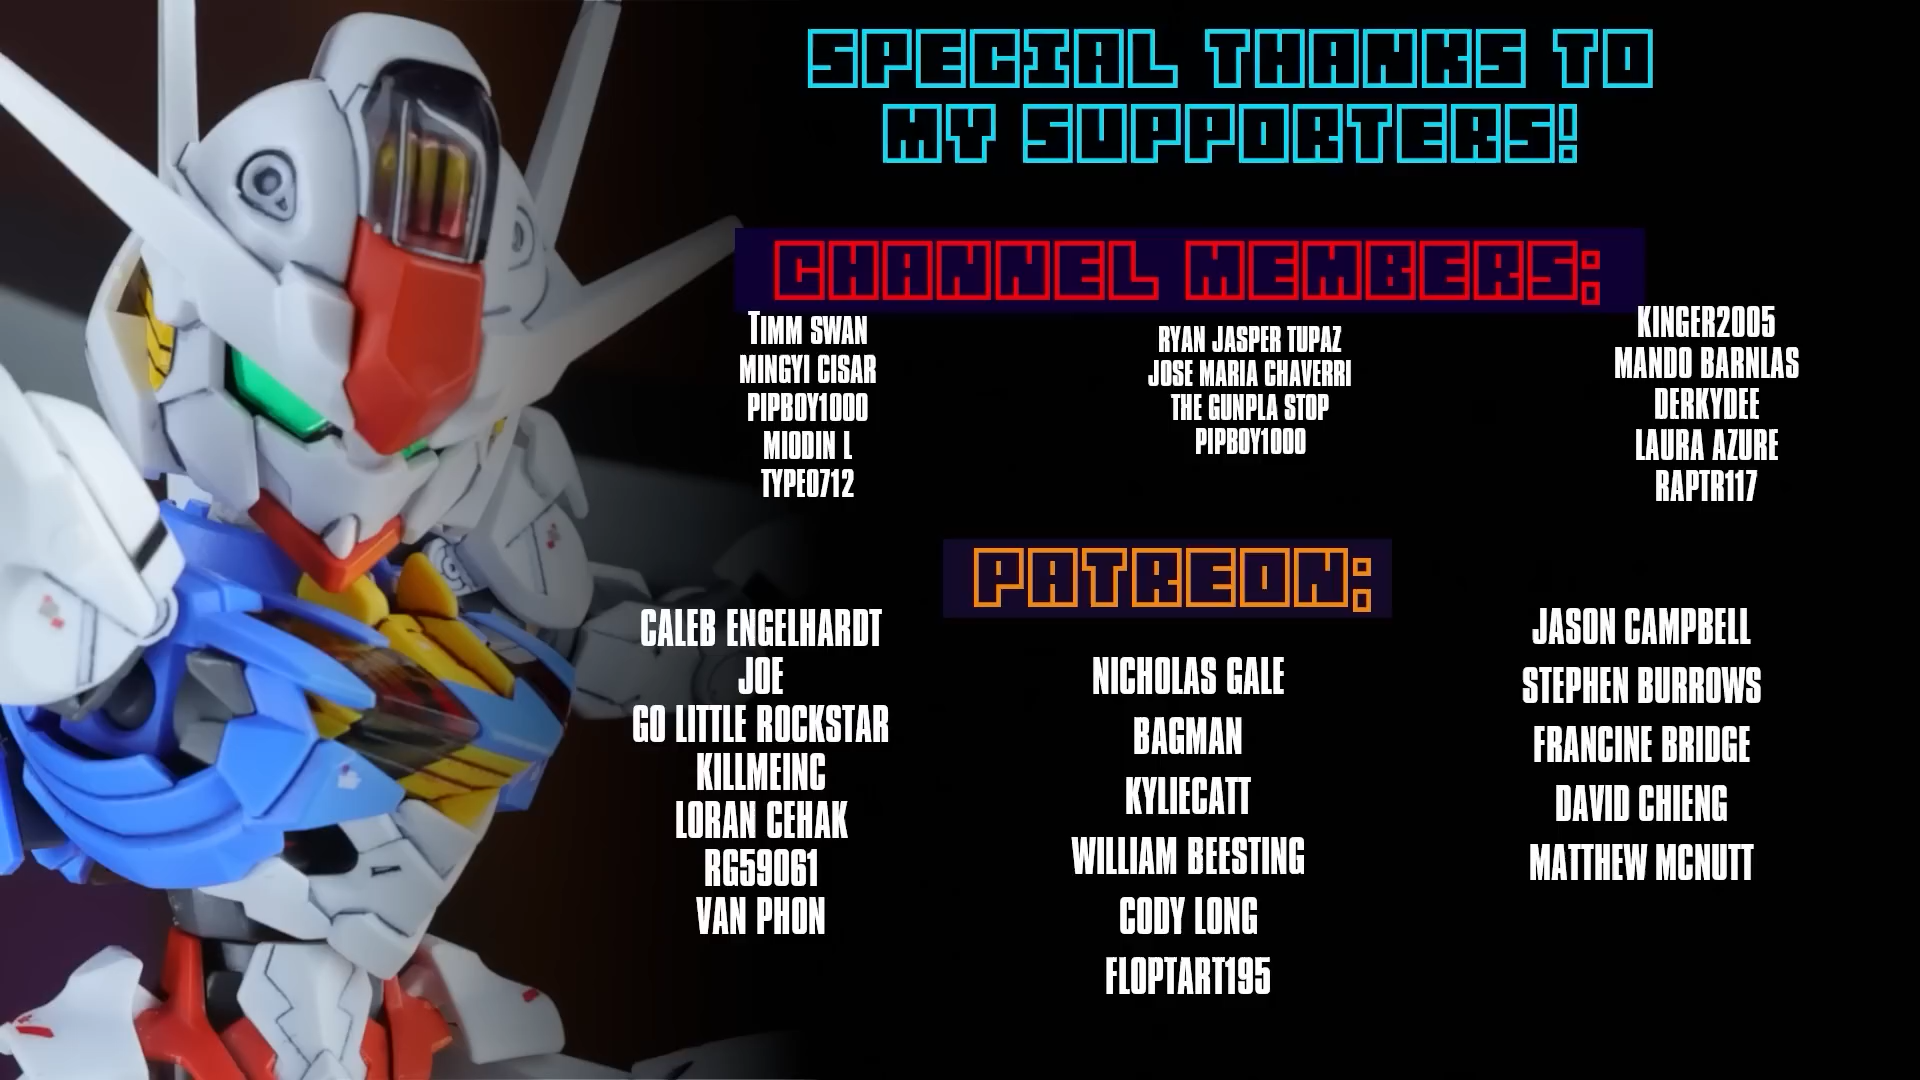 SPECIAL THANKS TO
MY SUPPORTERS!
CHANNEL MEMBERS:
TIMM SWAN
MINGYI CISAR
PIPBOY1000
MIODIN L
TYPE0712
RYAN JASPER TUPAZ
JOSE MARIA CHAVERRI
THE GUNPLA STOP
PIPBOY1000
KINGER2005
MANDO BARNLAS
DERKYDEE
LAURA AZURE
RAPTR117
PATREON:
CALEB ENGELHARDT
JOE
GO LITTLE ROCKSTAR
KILLMEINC
LORAN CEHAK
RG59061
VAN PHON
NICHOLAS GALE
BAGMAN
KYLIECATT
WILLIAM BEESTING
CODY LONG
FLOPTART195
JASON CAMPBELL
STEPHEN BURROWS
FRANCINE BRIDGE
DAVID CHIENG
MATTHEW MCNUTT